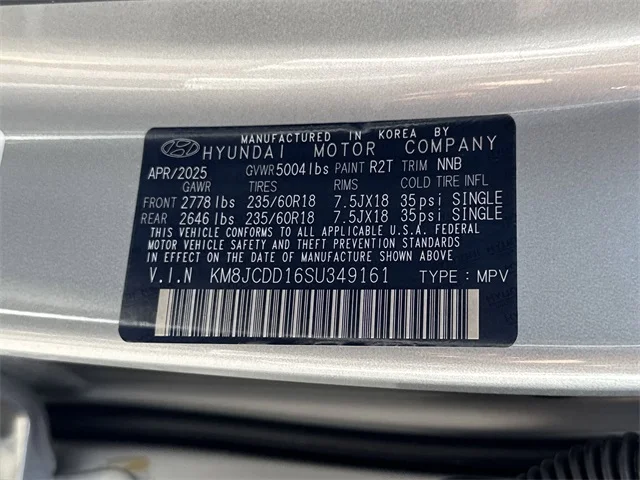 MANUFACTURED IN KOREA BY
HYUNDAI MOTOR COMPANY
APR/2025 GVWR 5004lbs PAINT R2T TRIM NNB
GAWR TIRES RIMS COLD TIRE INFL
FRONT 2778lbs 235/60R18 7.5JX18 35psi SINGLE
REAR 2646lbs 235/60R18 7.5JX18 35psi SINGLE
THIS VEHICLE CONFORMS TO ALL APPLICABLE U.S.A. FEDERAL
MOTOR VEHICLE SAFETY AND THEFT PREVENTION STANDARDS
IN EFFECT ON THE DATE OF MANUFACTURE SHOWN ABOVE
V.I.N KM8JCDD16SU349161 TYPE : MPV